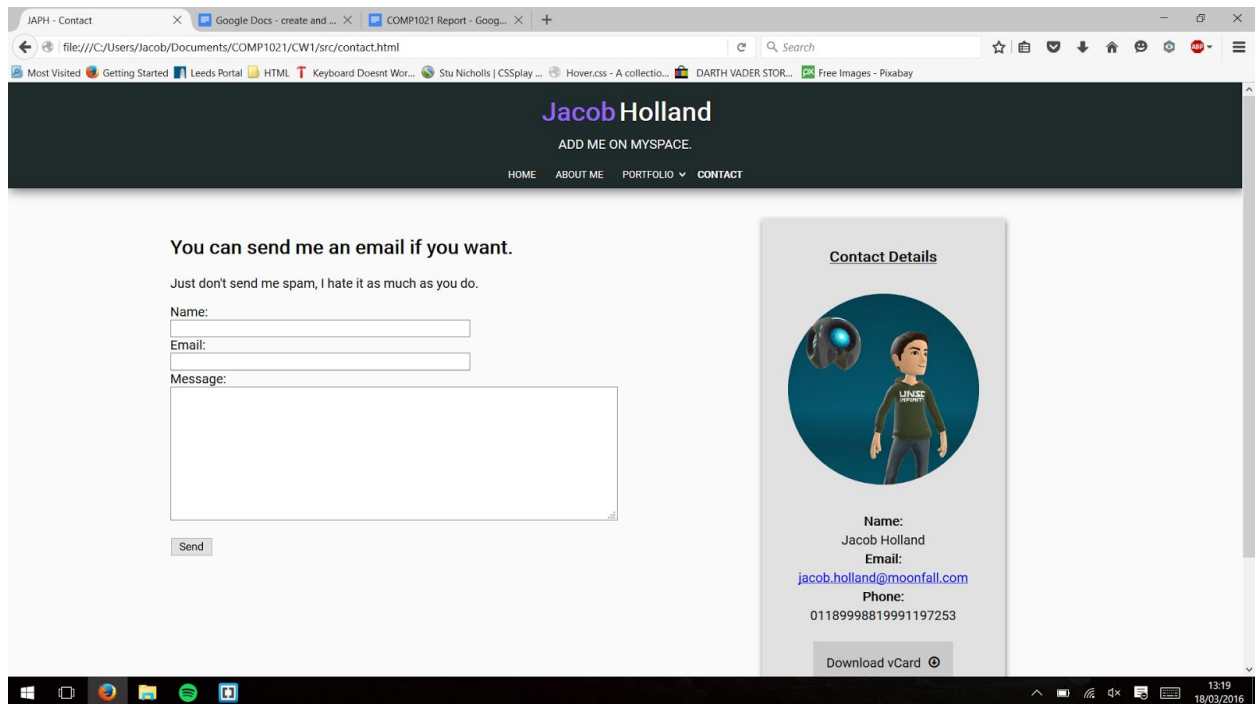 JAPH - Contact
Google Docs - create and ...
COMP1021 Report - Goog...
file:///C:/Users/Jacob/Documents/COMP1021/CW1/src/contact.html
Search
ABP
Most Visited
Getting Started
Leeds Portal
HTML
Keyboard Doesnt Wor...
Stu Nicholls | CSSplay ...
Hover.css - A collectio...
DARTH VADER STOR...
Free Images - Pixabay
Jacob Holland
ADD ME ON MYSPACE.
HOME ABOUT ME PORTFOLIO CONTACT
You can send me an email if you want.
Just don't send me spam, I hate it as much as you do.
Name:
Email:
Message:
Send
Contact Details
UNSC
INFINITY
Name:
Jacob Holland
Email:
jacob.holland@moonfall.com
Phone:
01189998819991197253
Download vCard
13:19
18/03/2016